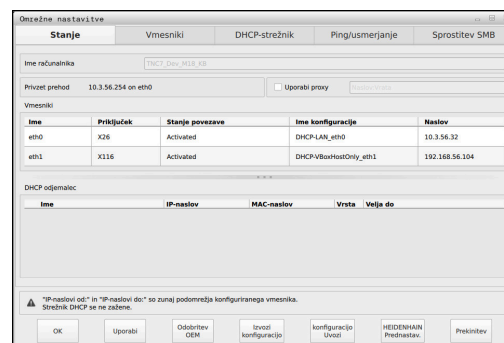 Omrežne nastavitve
Stanje Vmesniki DHCP-strežnik Ping/usmerjanje Sprostitev SMB
Ime računalnika TNC7_Dev_M18_KB
Privzet prehod 10.3.56.254 on eth0 Uporabi proxy
Vmesniki
Ime Priključek Stanje povezave Ime konfiguracije Naslov
eth0 X26 Activated DHCP-LAN_eth0 10.3.56.32
eth1 X116 Activated DHCP-VBoxHostOnly_eth1 192.168.56.104
DHCP odjemalec
Ime IP-naslov MAC-naslov Vrsta Velja do
"IP-naslovi od:" in "IP-naslovi do:" so zunaj podomrežja konfiguriranega vmesnika.
Strežnik DHCP se ne zažene.
OK Uporabi Odobritev OEM Izvozi konfiguracijo konfiguracijo Uvozi HEIDENHAIN Prednastav. Prekinitev